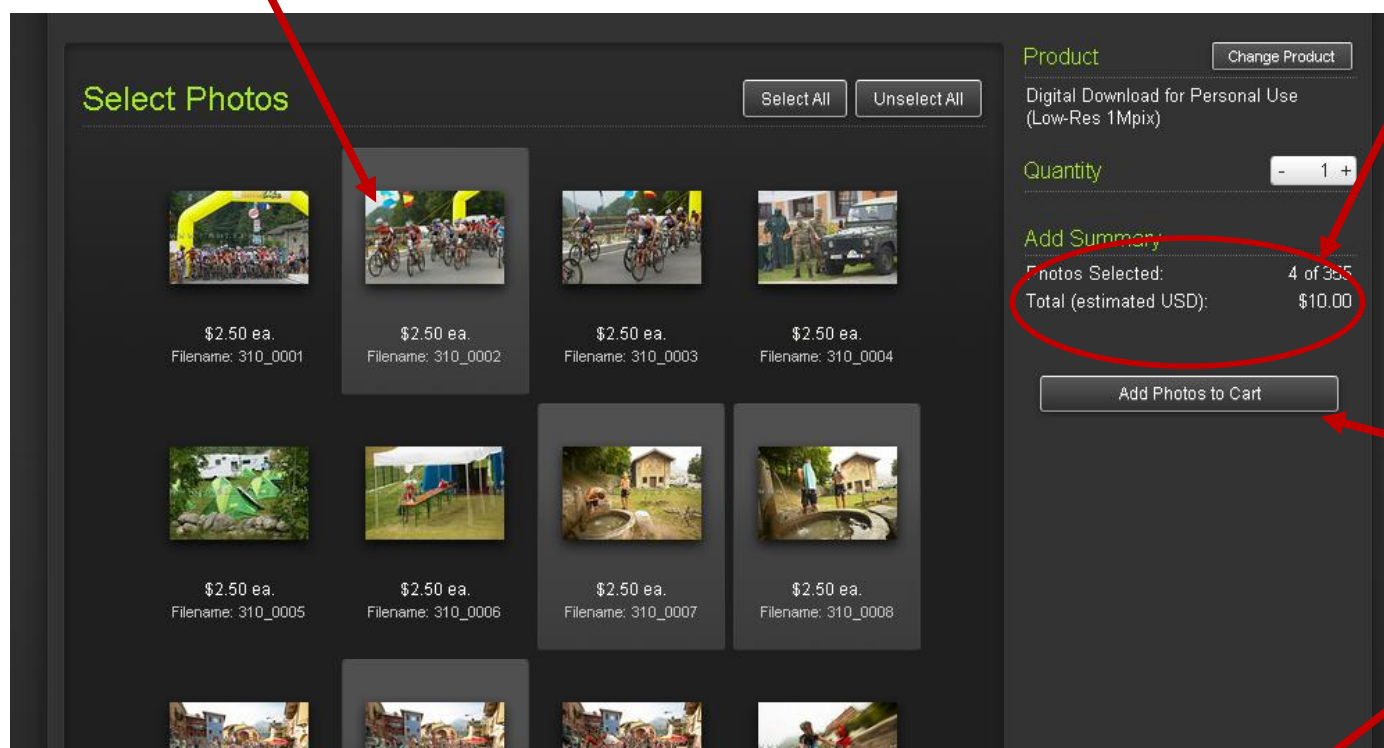 Select Photos
Select All
Unselect All
$2.50 ea.
Filename: 310_0001
$2.50 ea.
Filename: 310_0002
$2.50 ea.
Filename: 310_0003
$2.50 ea.
Filename: 310_0004
$2.50 ea.
Filename: 310_0005
$2.50 ea.
Filename: 310_0006
$2.50 ea.
Filename: 310_0007
$2.50 ea.
Filename: 310_0008
Product
Change Product
Digital Download for Personal Use
(Low-Res 1Mpix)
Quantity
- 1 +
Add Summary
Photos Selected: 4 of 355
Total (estimated USD): $10.00
Add Photos to Cart